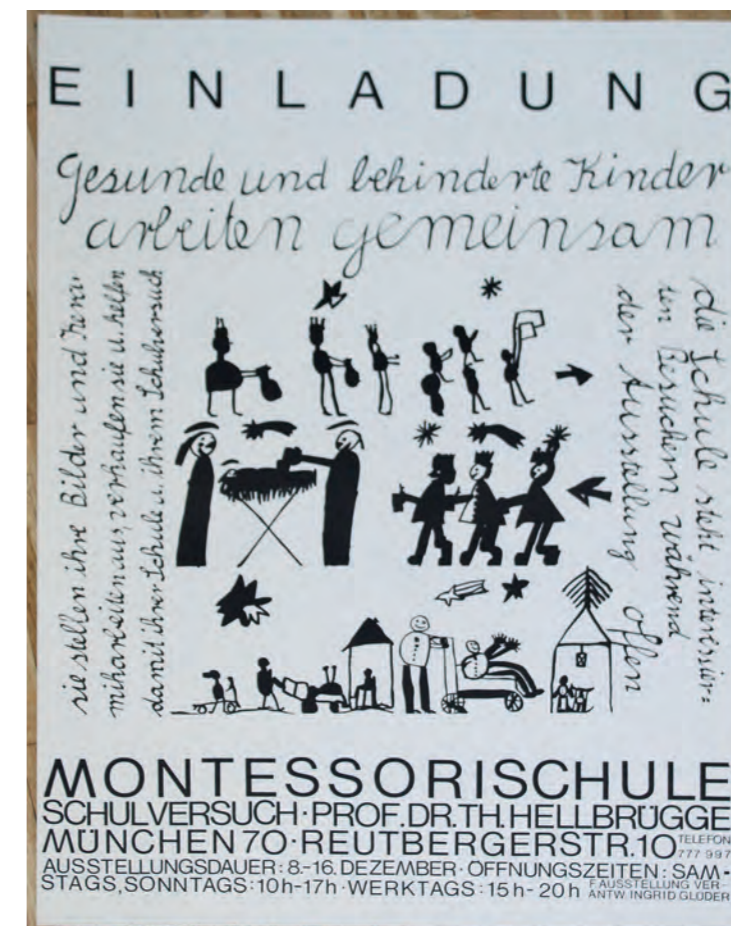 EINLADUNG
Gesunde und behinderte Kinder
arbeiten gemeinsam
sie stellen ihre Bilder und Kera-
mikarbeiten aus, verkaufen sie u. helfen
damit ihrer Schule u. ihrem Schulversuch
die Schule steht interessier=
ten Besuchern während
der Ausstellung offen
MONTESSORISCHULE
SCHULVERSUCH·PROF.DR.TH.HELLBRÜGGE
MÜNCHEN 70·REUTBERGERSTR.10 TELEFON
777 997
AUSSTELLUNGSDAUER: 8.-16. DEZEMBER·ÖFFNUNGSZEITEN: SAM-
STAGS, SONNTAGS: 10h-17h·WERKTAGS: 15h-20h
F. AUSSTELLUNG VER-
ANTW. INGRID GLÜDER